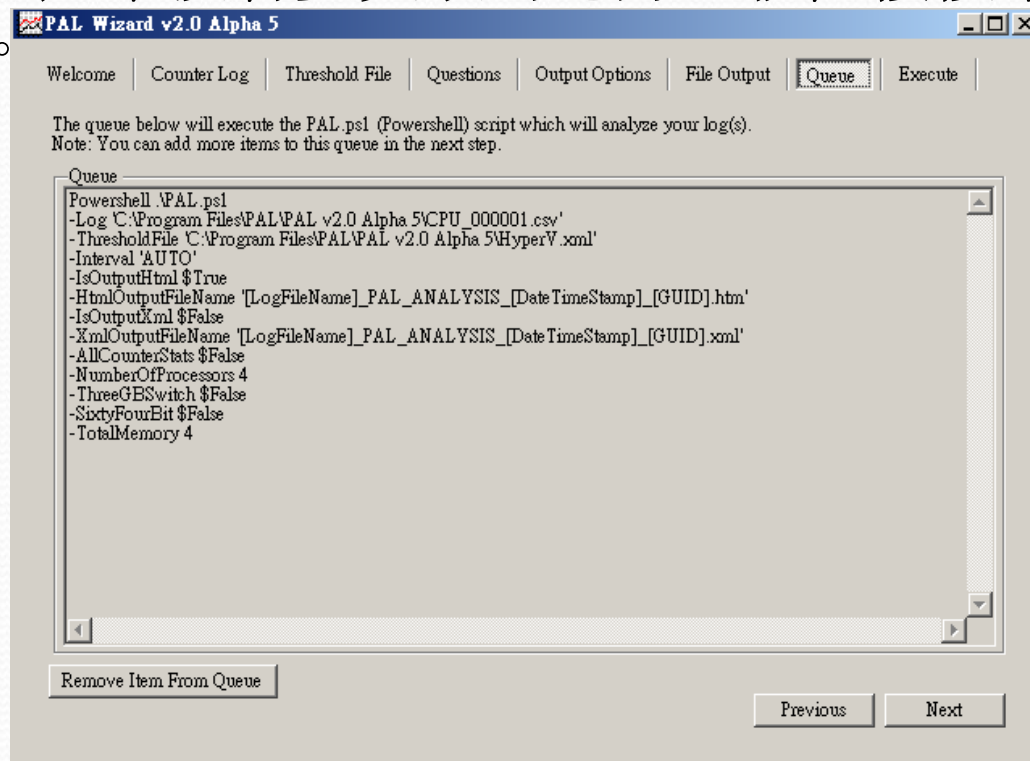 PAL Wizard v2.0 Alpha 5
Welcome
Counter Log
Threshold File
Questions
Output Options
File Output
Queue
Execute
The queue below will execute the PAL.ps1 (Powershell) script which will analyze your log(s).
Note: You can add more items to this queue in the next step.
Queue
Powershell .\PAL.ps1
-Log 'C:\Program Files\PAL\PAL v2.0 Alpha 5\CPU_000001.csv'
-ThresholdFile 'C:\Program Files\PAL\PAL v2.0 Alpha 5\HyperV.xml'
-Interval 'AUTO'
-IsOutputHtml $True
-HtmlOutputFileName '[LogFileName]_PAL_ANALYSIS_[DateTimeStamp]_[GUID].htm'
-IsOutputXml $False
-XmlOutputFileName '[LogFileName]_PAL_ANALYSIS_[DateTimeStamp]_[GUID].xml'
-AllCounterStats $False
-NumberOfProcessors 4
-ThreeGBSwitch $False
-SixtyFourBit $False
-TotalMemory 4
Remove Item From Queue
Previous
Next